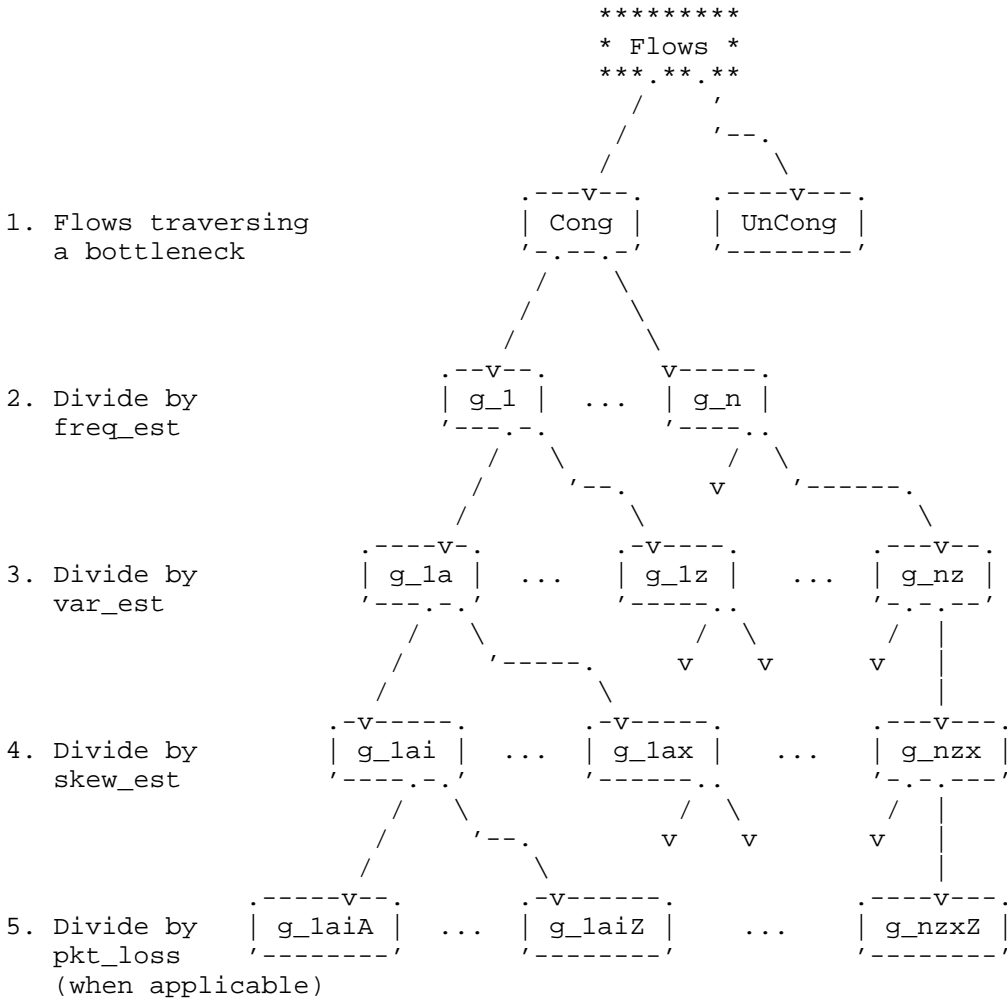 *********
* Flows *
***.**.**
/ '
/ '--.
/ \
.---v--. .----v---.
1. Flows traversing | Cong | | UnCong |
a bottleneck '-.--.-' '--------'
/ \
/ \
/ \
.--v--. v-----.
2. Divide by | g_1 | ... | g_n |
freq_est '---.-. '----..
/ \ / \
/ '--. v '------.
/ \ \
.----v-. .-v----. .---v--.
3. Divide by | g_1a | ... | g_1z | ... | g_nz |
var_est '---.-.' '-----.. '-.-.--'
/ \ / \ / |
/ '-----. v v v |
/ \ |
.-v-----. .-v-----. .---v---.
4. Divide by | g_1ai | ... | g_1ax | ... | g_nzx |
skew_est '----.-.' '------.. '-.-.---'
/ \ / \ / |
/ '--. v v v |
/ \ |
.-----v--. .-v------. .----v---.
5. Divide by | g_1aiA | ... | g_1aiZ | ... | g_nzxZ |
pkt_loss '--------' '--------' '--------'
(when applicable)